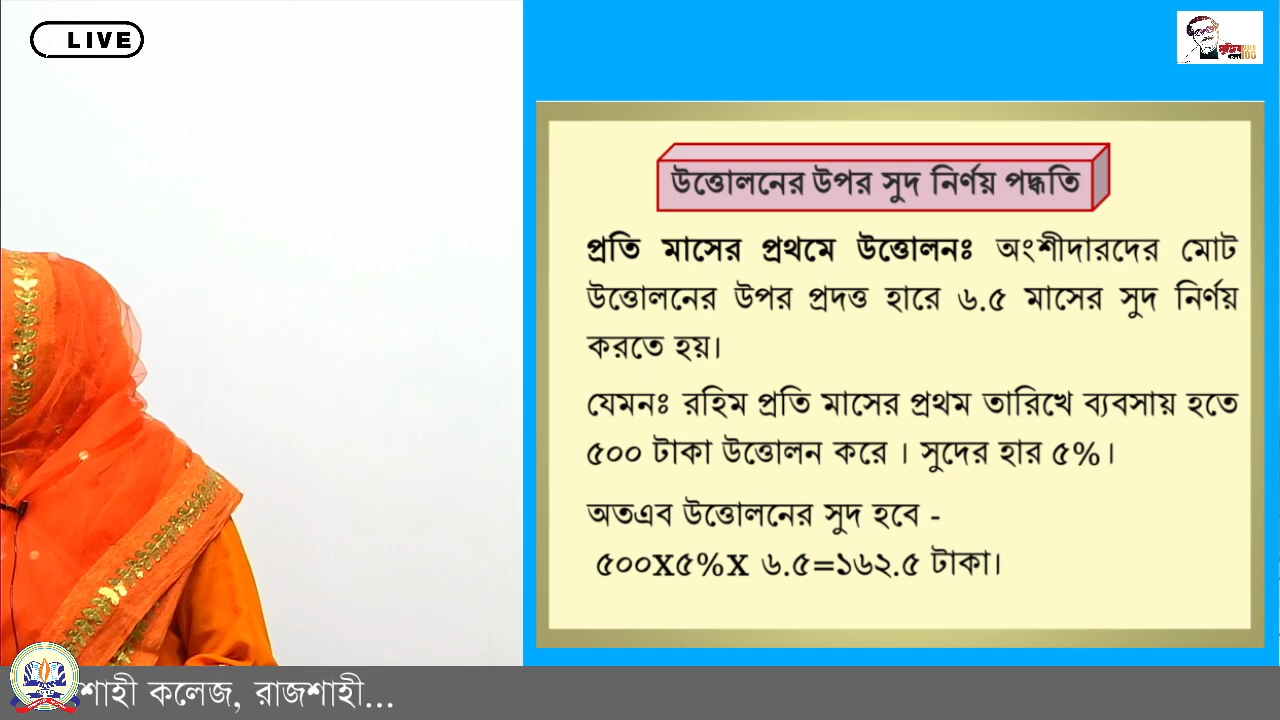 LIVE
উত্তোলনের উপর সুদ নির্ণয় পদ্ধতি
প্রতি মাসের প্রথমে উত্তোলনঃ অংশীদারদের মোট
উত্তোলনের উপর প্রদত্ত হারে ৬.৫ মাসের সুদ নির্ণয়
করতে হয়।
যেমনঃ রহিম প্রতি মাসের প্রথম তারিখে ব্যবসায় হতে
৫০০ টাকা উত্তোলন করে । সুদের হার ৫%।
অতএব উত্তোলনের সুদ হবে -
৫০০X৫%X ৬.৫=১৬২.৫ টাকা।
শাহী কলেজ, রাজশাহী...